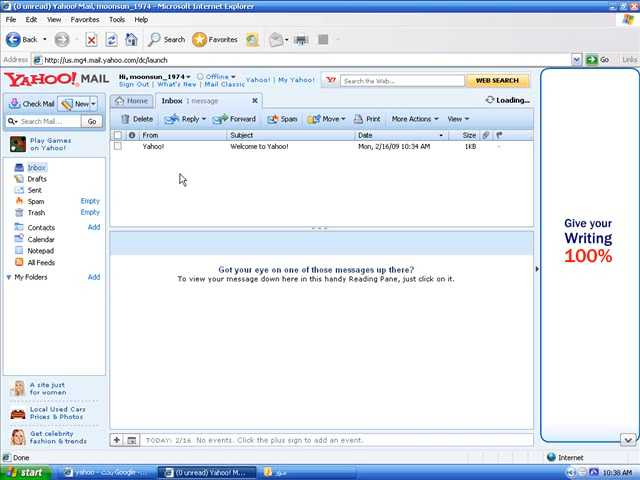 (0 unread) Yahoo! Mail, moonsun_1974 - Microsoft Internet Explorer
Edit View Favorites Tools Help
Back Search Favorites
Address http://us.mg4.mail.yahoo.com/dc/launch Go
YAHOO! MAIL
Hi, moonsun_1974 Offline
Sign Out What's New? Mail Classic
Yahoo! My Yahoo!
Search the Web... WEB SEARCH
Check Mail New
Home Inbox 1 message Loading...
Search Mail... Go
Delete Reply Forward Spam Move Print More Actions View
From Subject Date Size
Yahoo! Welcome to Yahoo! Mon, 2/16/09 10:34 AM 1KB
Play Games
on Yahoo!
Inbox
Drafts
Sent
Spam Empty
Trash Empty
Contacts Add
Calendar
Notepad
All Feeds
My Folders Add
Got your eye on one of those messages up there?
To view your message down here in this handy Reading Pane, just click on it.
Give your
Writing
100%
A site just
for women
Local Used Cars
Prices & Photos
Get celebrity
fashion & trends
TODAY: 2/16 No events. Click the plus sign to add an event.
Done Internet
start yahoo - بحث Google -... (0 unread) Yahoo! M... صور 10:38 AM